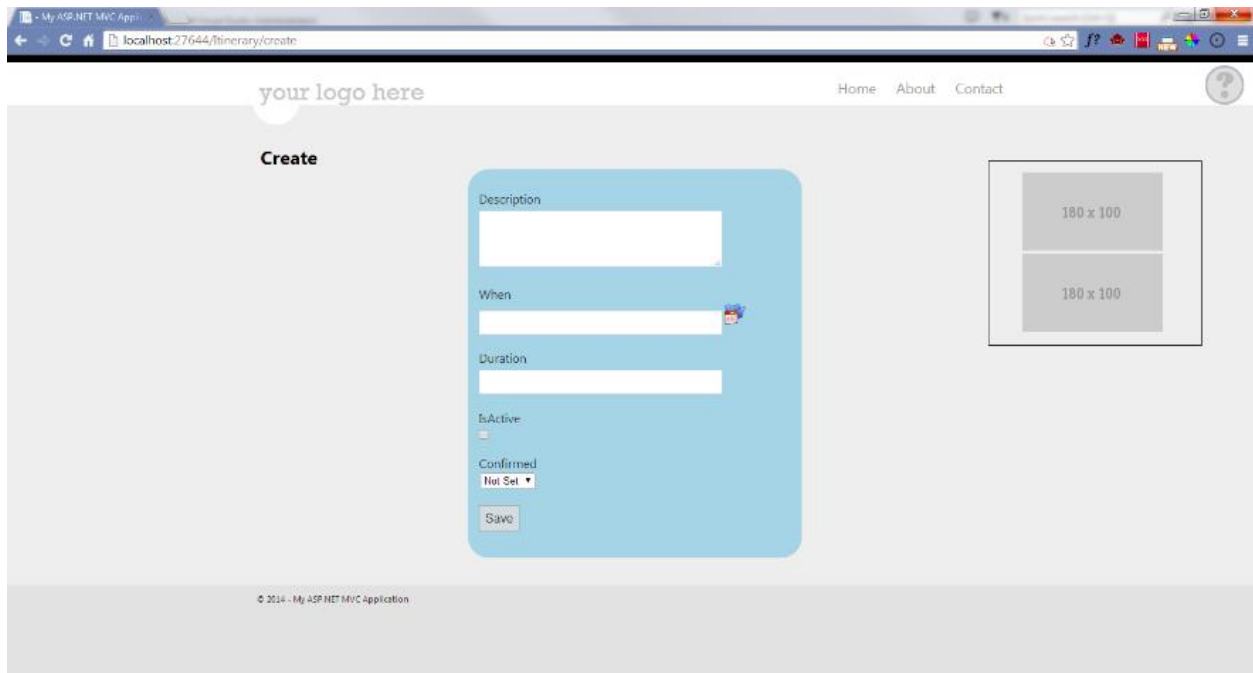 - My ASP.NET MVC Appli
localhost:27644/Itinerary/create
your logo here
Home About Contact
Create
Description
180 x 100
When
180 x 100
Duration
IsActive
Confirmed
Not Set
Save
© 2014 - My ASP.NET MVC Application